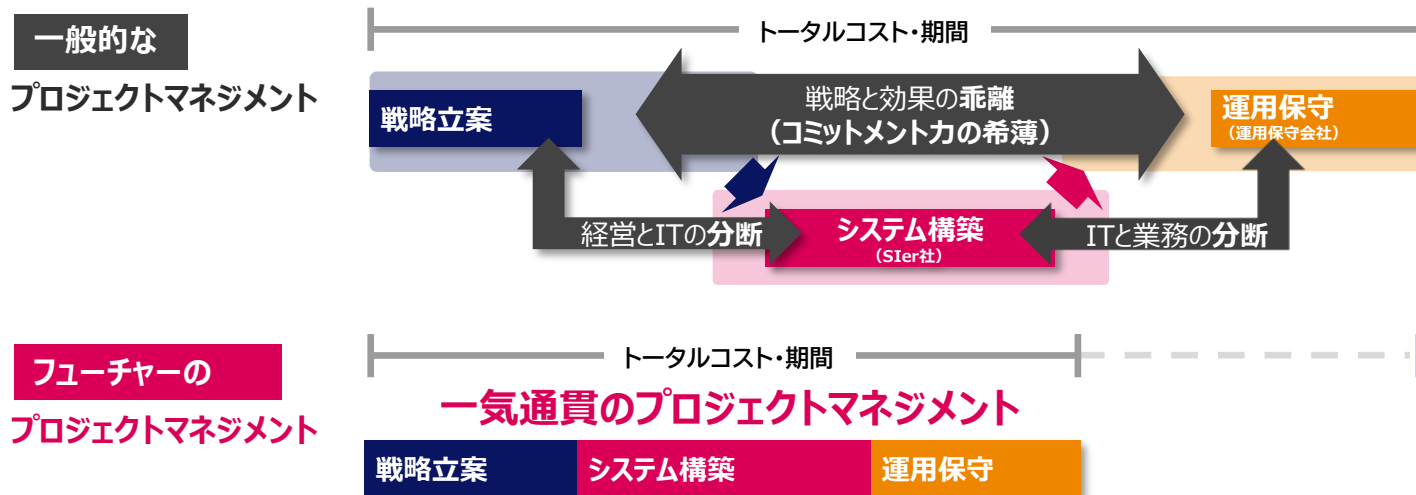 一般的な
プロジェクトマネジメント
トータルコスト・期間
戦略立案
戦略と効果の乖離
（コミットメント力の希薄）
運用保守
（運用保守会社）
経営とITの分断
システム構築
（SIer社）
ITと業務の分断
フューチャーの
プロジェクトマネジメント
トータルコスト・期間
一気通貫のプロジェクトマネジメント
戦略立案
システム構築
運用保守